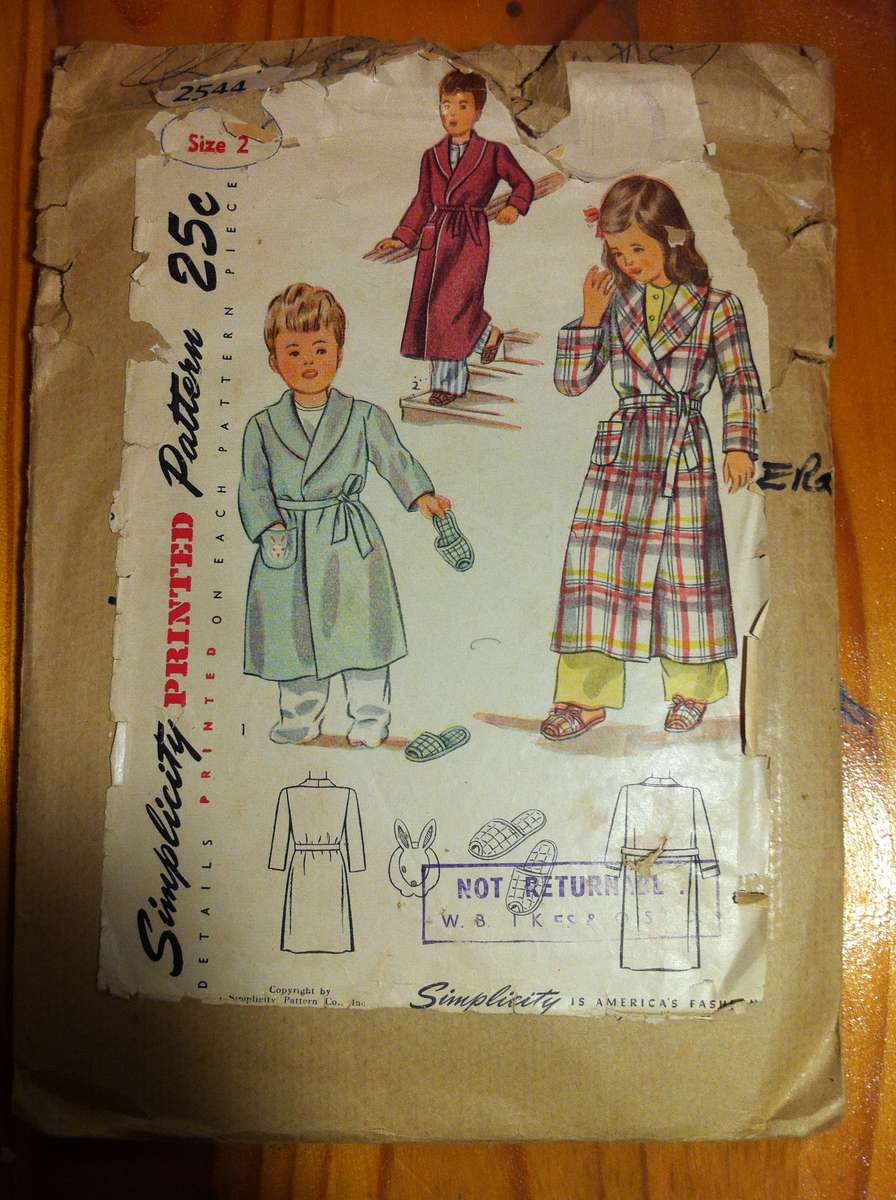 2544
Size 2
Simplicity PRINTED Pattern 25c
DETAILS PRINTED ON EACH PATTERN PIECE
2
1
NOT RETURN
W. B.
Copyright by
Simplicity Pattern Co., Inc
Simplicity IS AMERICA'S